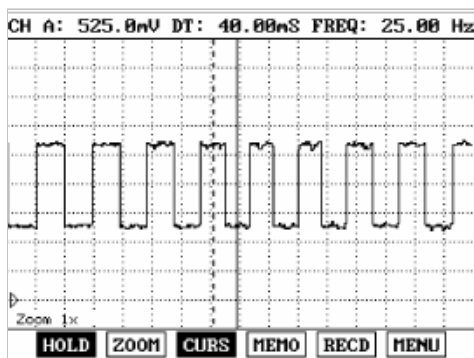 CH A: 525.0mV DT: 40.00mS FREQ: 25.00 Hz
Zoom 1x
HOLD ZOOM CURS MEMO RECD MENU